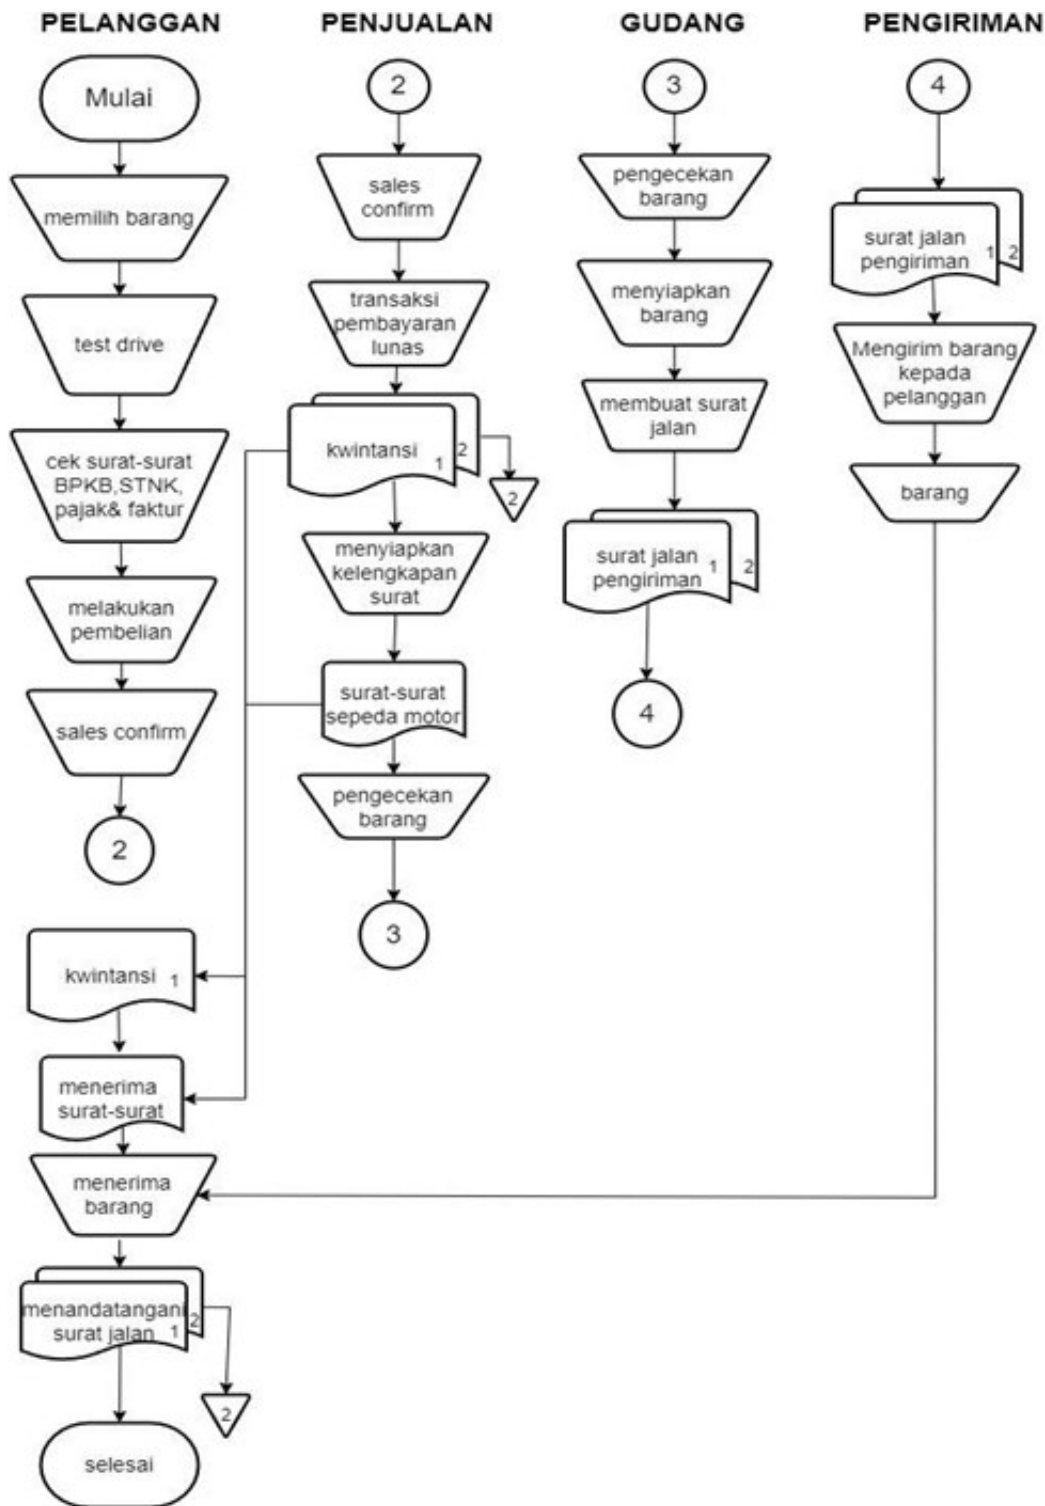 PELANGGAN
Mulai
memilih barang
test drive
cek surat-surat
BPKB,STNK,
pajak& faktur
melakukan
pembelian
sales confirm
2
kwintansi 1
menerima
surat-surat
menerima
barang
menandatangani
surat jalan 1
2
2
selesai
PENJUALAN
2
sales
confirm
transaksi
pembayaran
lunas
kwintansi 1
2
2
menyiapkan
kelengkapan
surat
surat-surat
sepeda motor
pengecekan
barang
3
GUDANG
3
pengecekan
barang
menyiapkan
barang
membuat surat
jalan
surat jalan
pengiriman 1 2
4
PENGIRIMAN
4
surat jalan
pengiriman 1 2
Mengirim barang
kepada
pelanggan
barang